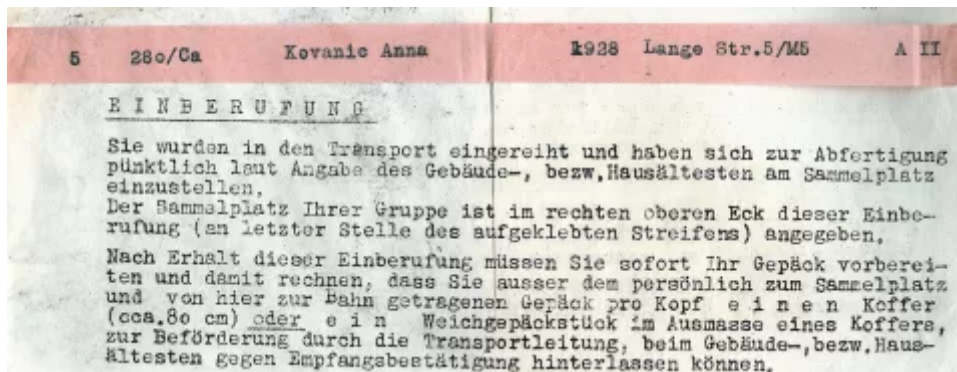 5 280/Ca Kovanic Anna 1928 Lange Str.5/M5 A II
EINBERUFUNG
Sie wurden in den Transport eingereiht und haben sich zur Abfertigung
pünktlich laut Angabe des Gebäude-, bezw.Hausältesten am Sammelplatz
einzustellen.
Der Sammelplatz Ihrer Gruppe ist im rechten oberen Eck dieser Einbe-
rufung (an letzter Stelle des aufgeklebten Streifens) angegeben.
Nach Erhalt dieser Einberufung müssen Sie sofort Ihr Gepäck vorberei-
ten und damit rechnen, dass Sie ausser dem persönlich zum Sammelplatz
und von hier zur Bahn getragenen Gepäck pro Kopf e i n e n Koffer
(cca.80 cm) oder e i n Weichgepäckstück im Ausmasse eines Koffers,
zur Beförderung durch die Transportleitung, beim Gebäude-,bezw.Haus-
ältesten gegen Empfangsbestätigung hinterlassen können.